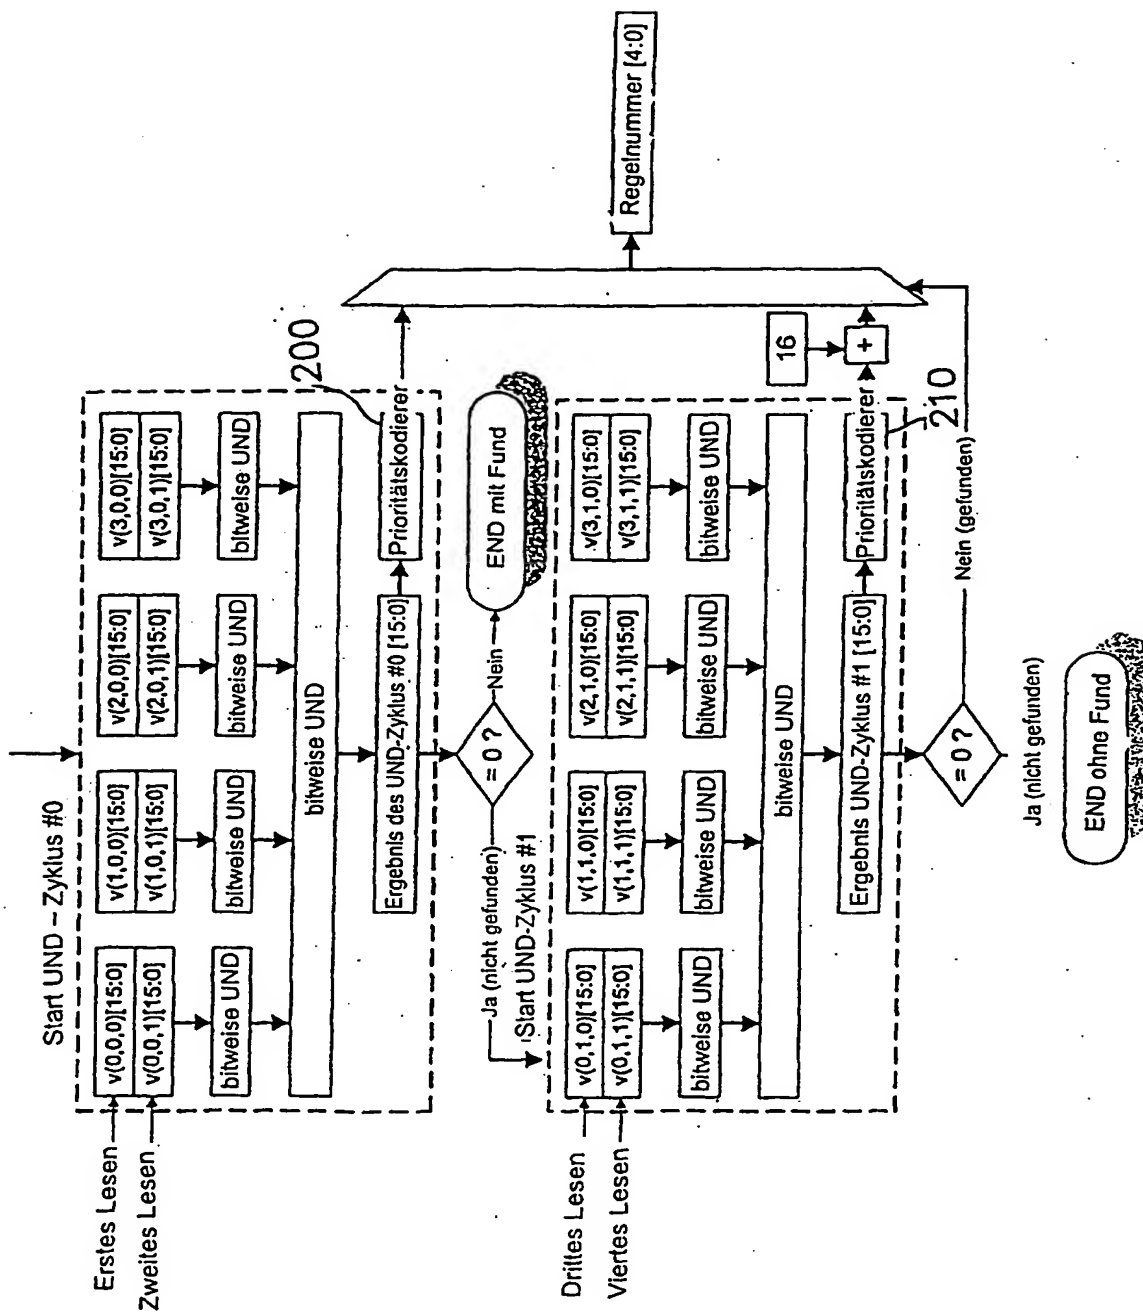 Start UND – Zyklus #0
Erstes Lesen
Zweites Lesen
v(0,0,0)[15:0]
v(0,0,1)[15:0]
v(1,0,0)[15:0]
v(1,0,1)[15:0]
v(2,0,0)[15:0]
v(2,0,1)[15:0]
v(3,0,0)[15:0]
v(3,0,1)[15:0]
bitweise UND
bitweise UND
bitweise UND
bitweise UND
bitweise UND
Ergebnis des UND-Zyklus #0 [15:0]
Prioritätskodierer
200
= 0 ?
Nein
END mit Fund
Ja (nicht gefunden)
Start UND-Zyklus #1
Drittes Lesen
Viertes Lesen
v(0,1,0)[15:0]
v(0,1,1)[15:0]
v(1,1,0)[15:0]
v(1,1,1)[15:0]
v(2,1,0)[15:0]
v(2,1,1)[15:0]
v(3,1,0)[15:0]
v(3,1,1)[15:0]
bitweise UND
bitweise UND
bitweise UND
bitweise UND
bitweise UND
Ergebnis UND-Zyklus #1 [15:0]
Prioritätskodierer
210
16
+
Regelnummer [4:0]
= 0 ?
Nein (gefunden)
Ja (nicht gefunden)
END ohne Fund